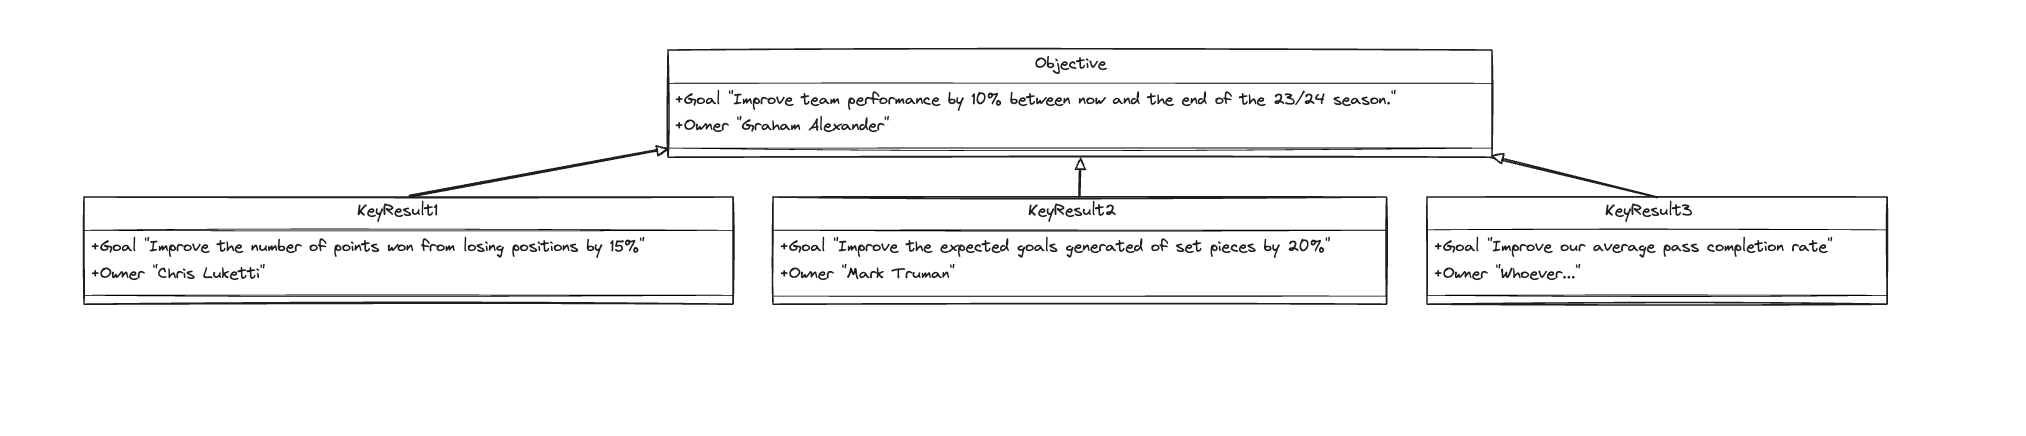 Objective
+Goal "Improve team performance by 10% between now and the end of the 23/24 season."
+Owner "Graham Alexander"
KeyResult1
+Goal "Improve the number of points won from losing positions by 15%"
+Owner "Chris Luketti"
KeyResult2
+Goal "Improve the expected goals generated of set pieces by 20%"
+Owner "Mark Truman"
KeyResult3
+Goal "Improve our average pass completion rate"
+Owner "Whoever..."